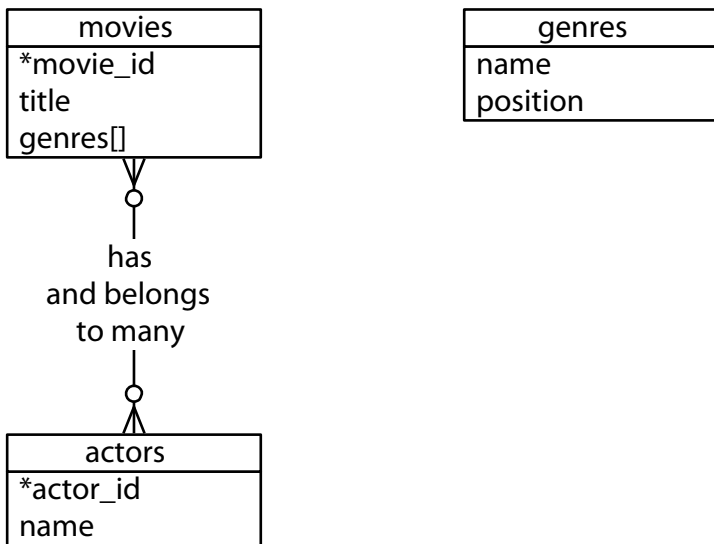 movies
*movie_id
title
genres[]
genres
name
position
has
and belongs
to many
actors
*actor_id
name